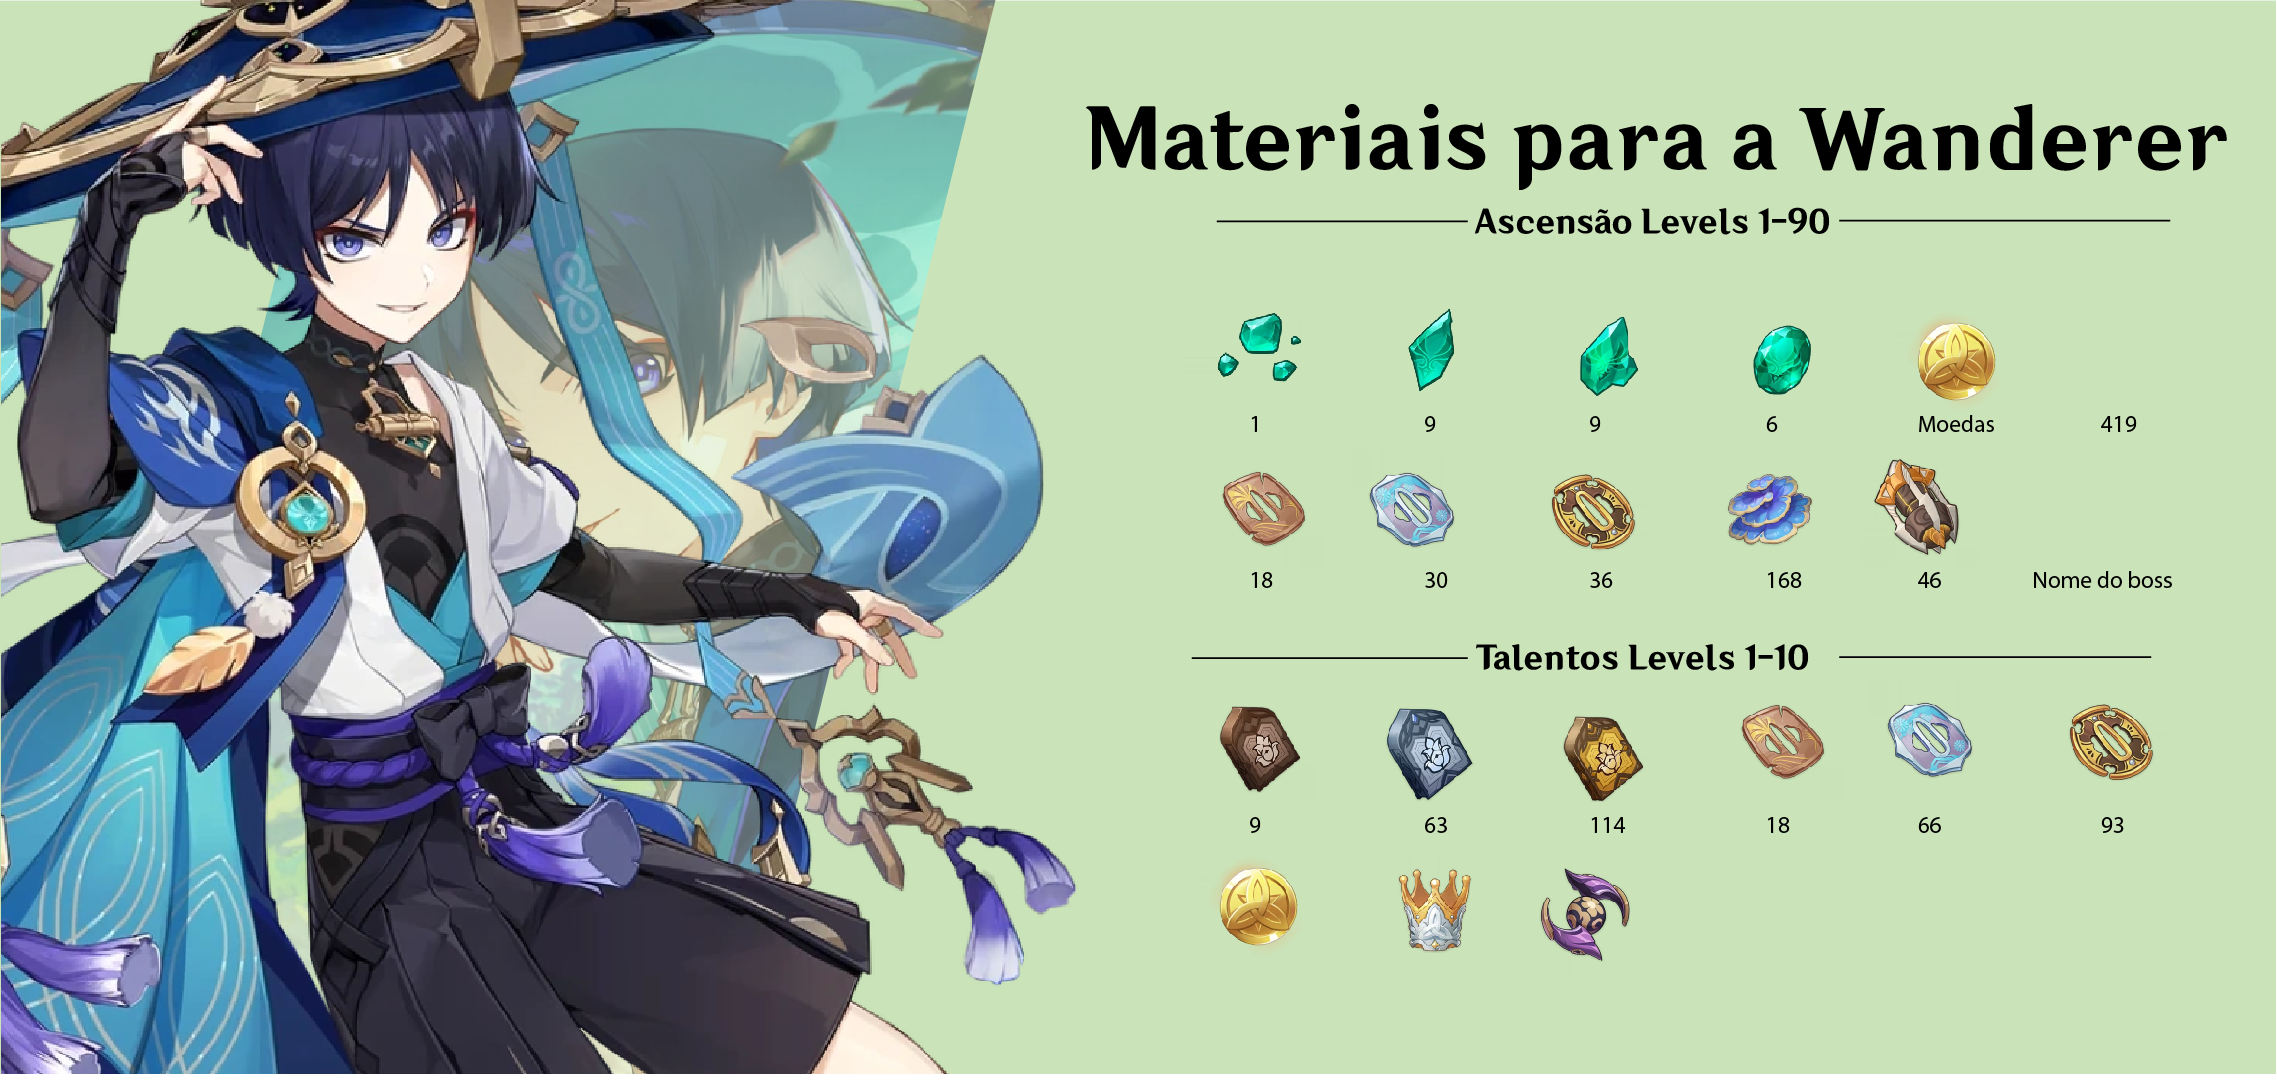 Materiais para a Wanderer
Ascensão Levels 1-90
1 9 9 6 Moedas 419
18 30 36 168 46 Nome do boss
Talentos Levels 1-10
9 63 114 18 66 93